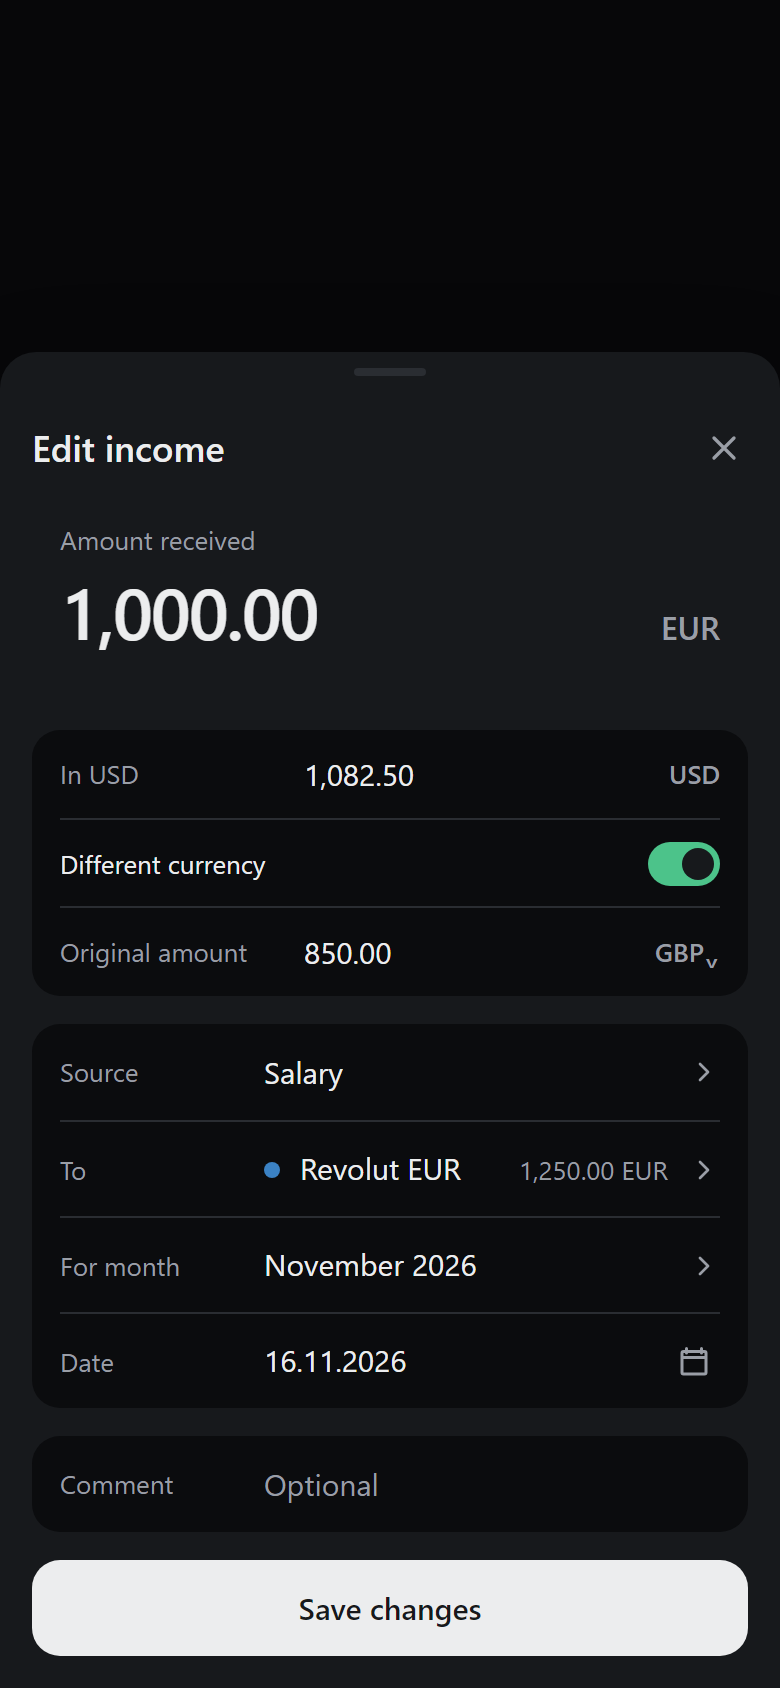 Edit income
Amount received
1,000.00 EUR
In USD 1,082.50 USD
Different currency
Original amount 850.00 GBP
Source Salary
To Revolut EUR 1,250.00 EUR
For month November 2026
Date 16.11.2026
Comment Optional
Save changes